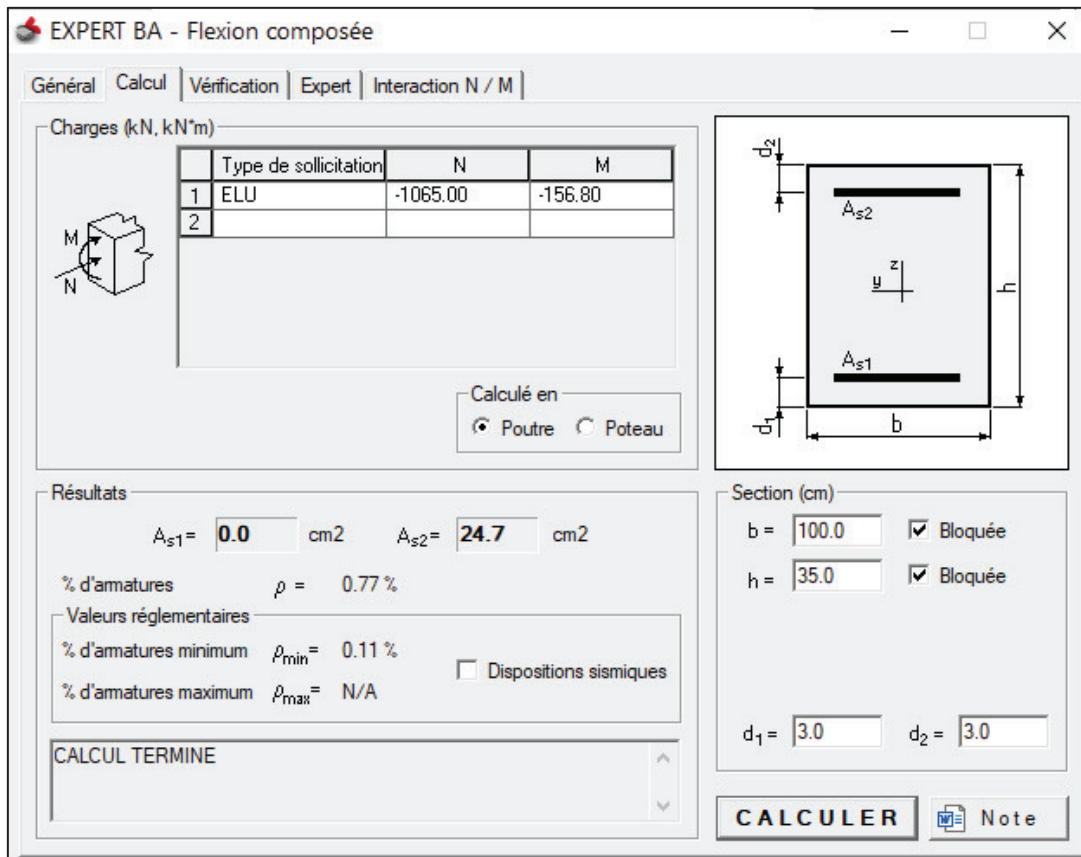 EXPERT BA - Flexion composée
Général Calcul Vérification Expert Interaction N / M
Charges (kN, kN*m)
Type de sollicitation N M
1 ELU -1065.00 -156.80
2
M
N
Calculé en
Poutre Poteau
d2
As2
z
y
h
As1
d1
b
Résultats
As1= 0.0 cm2 As2= 24.7 cm2
% d'armatures ρ = 0.77 %
Valeurs réglementaires
% d'armatures minimum ρmin= 0.11 %
Dispositions sismiques
% d'armatures maximum ρmax= N/A
CALCUL TERMINE
Section (cm)
b = 100.0 Bloquée
h = 35.0 Bloquée
d1 = 3.0 d2 = 3.0
CALCULER Note